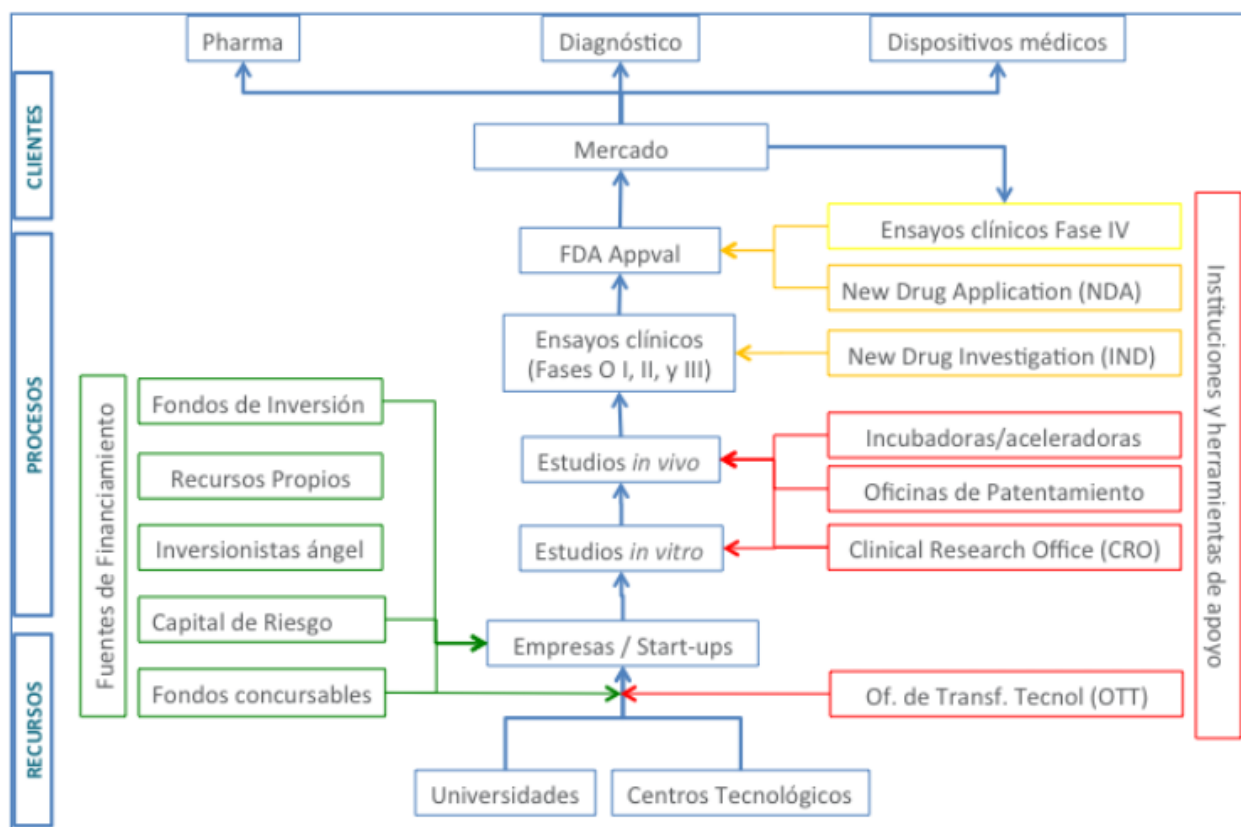 Pharma
Diagnóstico
Dispositivos médicos
CLIENTES
Mercado
Ensayos clínicos Fase IV
FDA Appval
New Drug Application (NDA)
PROCESOS
Ensayos clínicos
(Fases O I, II, y III)
New Drug Investigation (IND)
Instituciones y herramientas de apoyo
Fuentes de Financiamiento
Fondos de Inversión
Incubadoras/aceleradoras
Recursos Propios
Estudios in vivo
Oficinas de Patentamiento
Inversionistas ángel
Estudios in vitro
Clinical Research Office (CRO)
Capital de Riesgo
Empresas / Start-ups
RECURSOS
Fondos concursables
Of. de Transf. Tecnol (OTT)
Universidades
Centros Tecnológicos